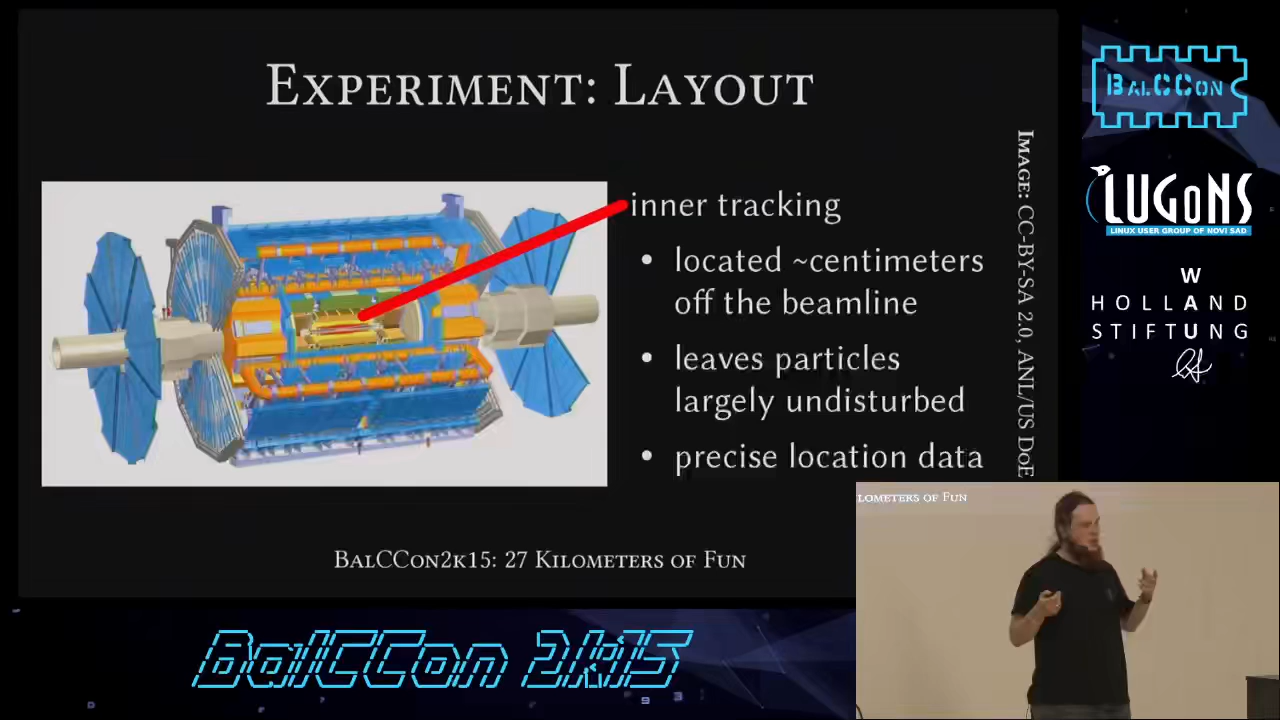 EXPERIMENT: LAYOUT
inner tracking
• located ~centimeters
off the beamline
• leaves particles
largely undisturbed
• precise location data
IMAGE: CC-BY-SA 2.0, ANL/US DOE
BALCCON2K15: 27 KILOMETERS OF FUN
BALCCON
LUGONS
LINUX USER GROUP OF NOVI SAD
WAU
HOLLAND
STIFTUNG
LOMETERS OF FUN
BalCCon 2k15